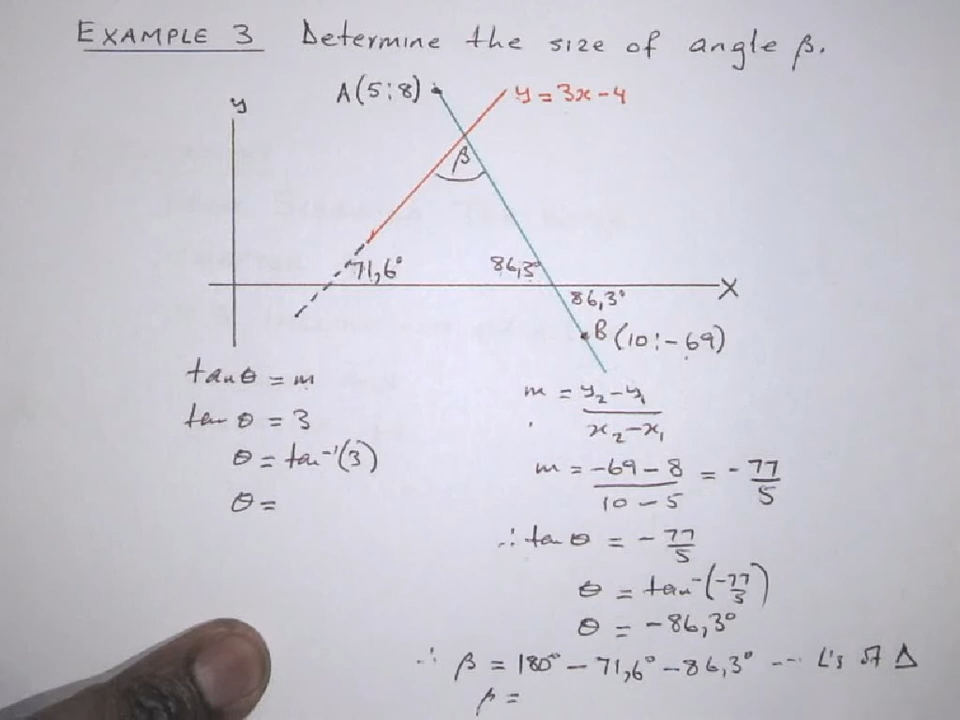 EXAMPLE 3 Determine the size of angle β.
A(5;8)
y = 3x - 4
y
β
71,6°
86,3°
X
86,3°
B (10;-69)
tan θ = m
tan θ = 3
θ = tan⁻¹(3)
θ =
m = y₂-y₁/x₂-x₁
m = -69-8/10-5 = -77/5
∴ tan θ = -77/5
θ = tan⁻(-77/5)
θ = -86,3°
∴ β = 180° - 71,6° - 86,3° --- L's of Δ
β =